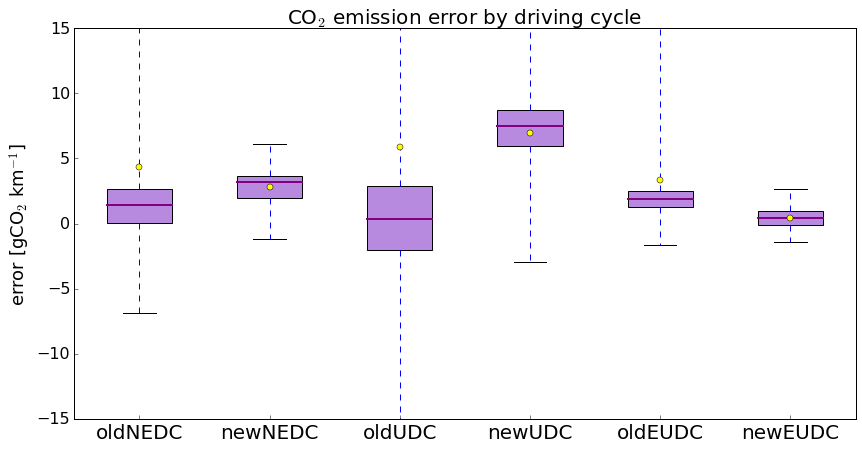 CO₂ emission error by driving cycle
error [gCO₂ km⁻¹]
15
10
5
0
−5
−10
−15
oldNEDC newNEDC oldUDC newUDC oldEUDC newEUDC